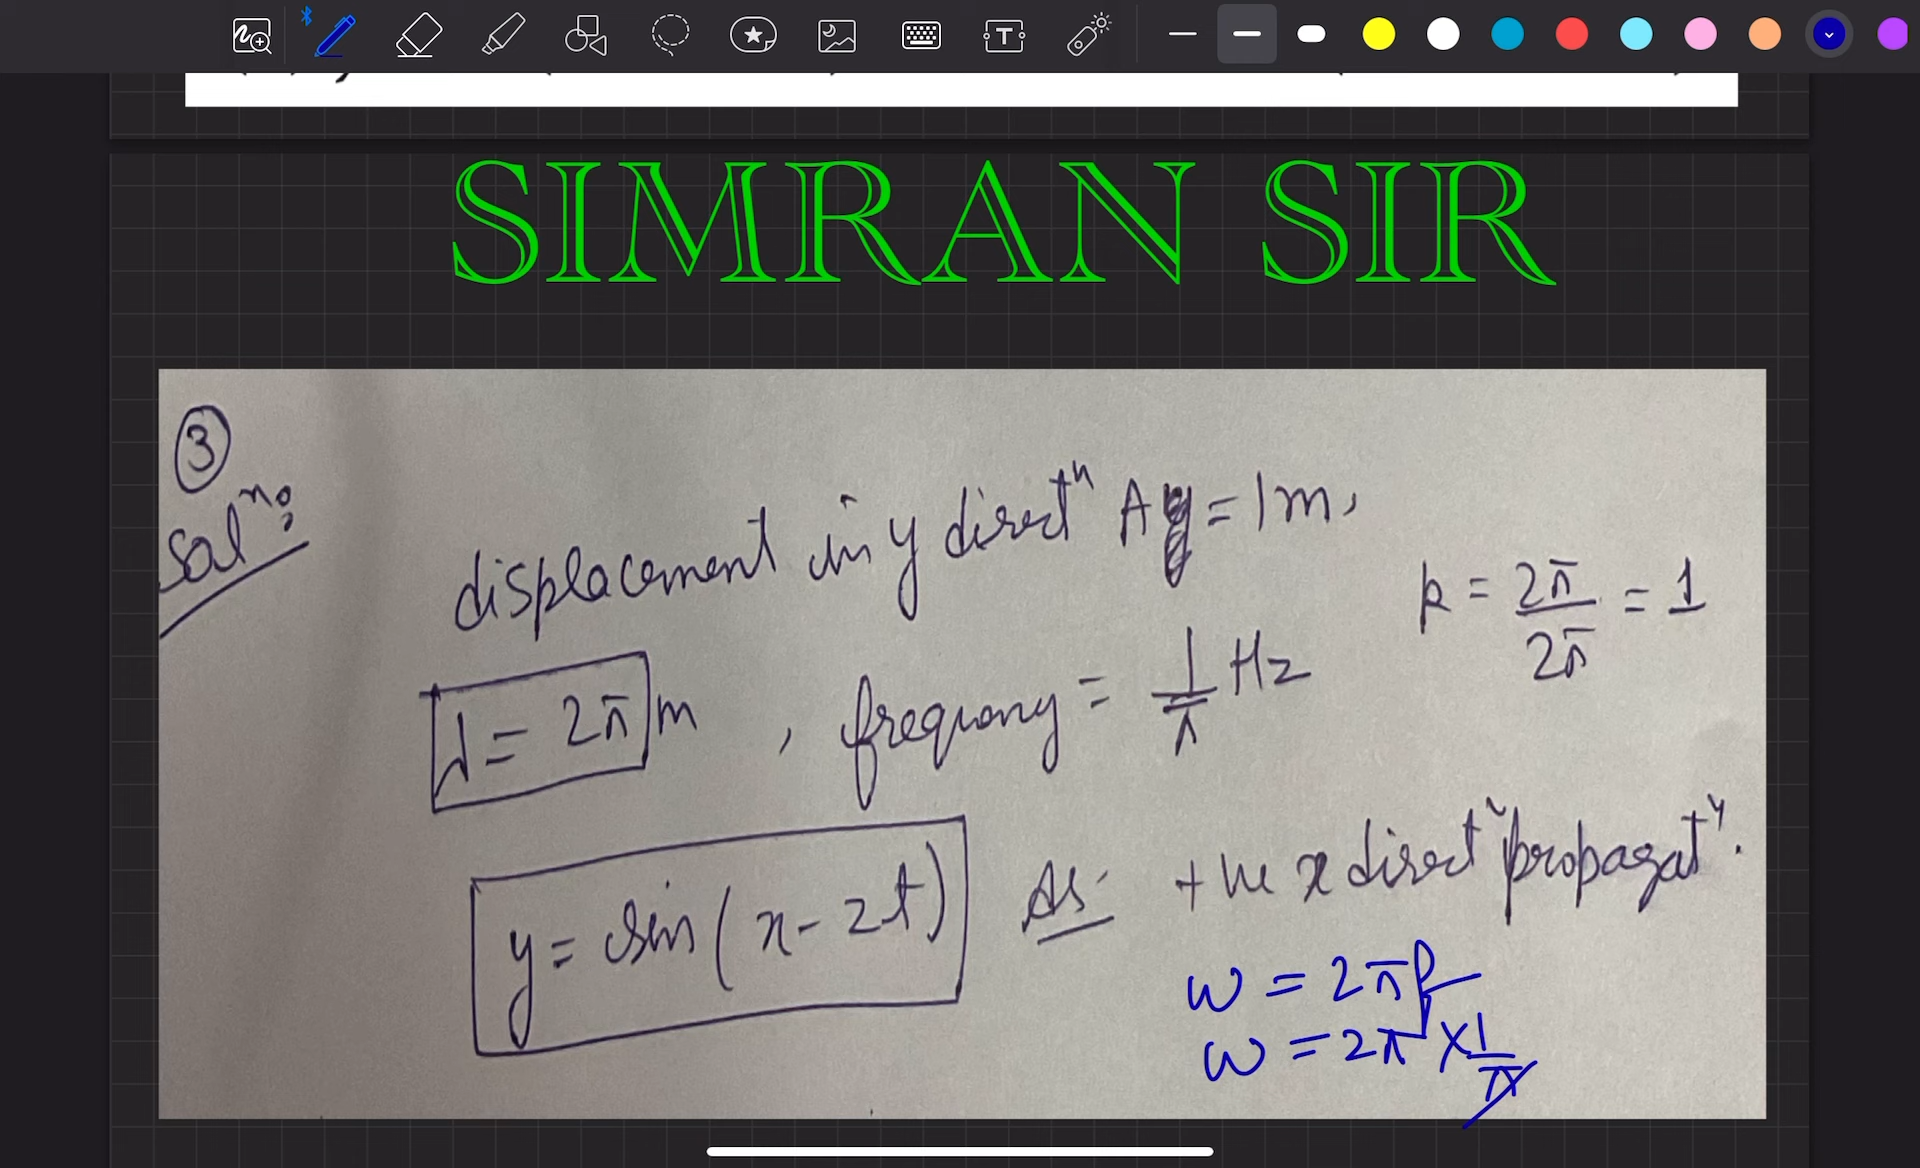 SIMRAN SIR
③
Solⁿ:
displacement in y directⁿ A = 1m,
k = 2π/2π = 1
λ = 2π m , frequency = 1/π Hz
y = sin(x - 2t) As +ve x directⁿ propagatⁿ.
ω = 2πf
ω = 2π × 1/π